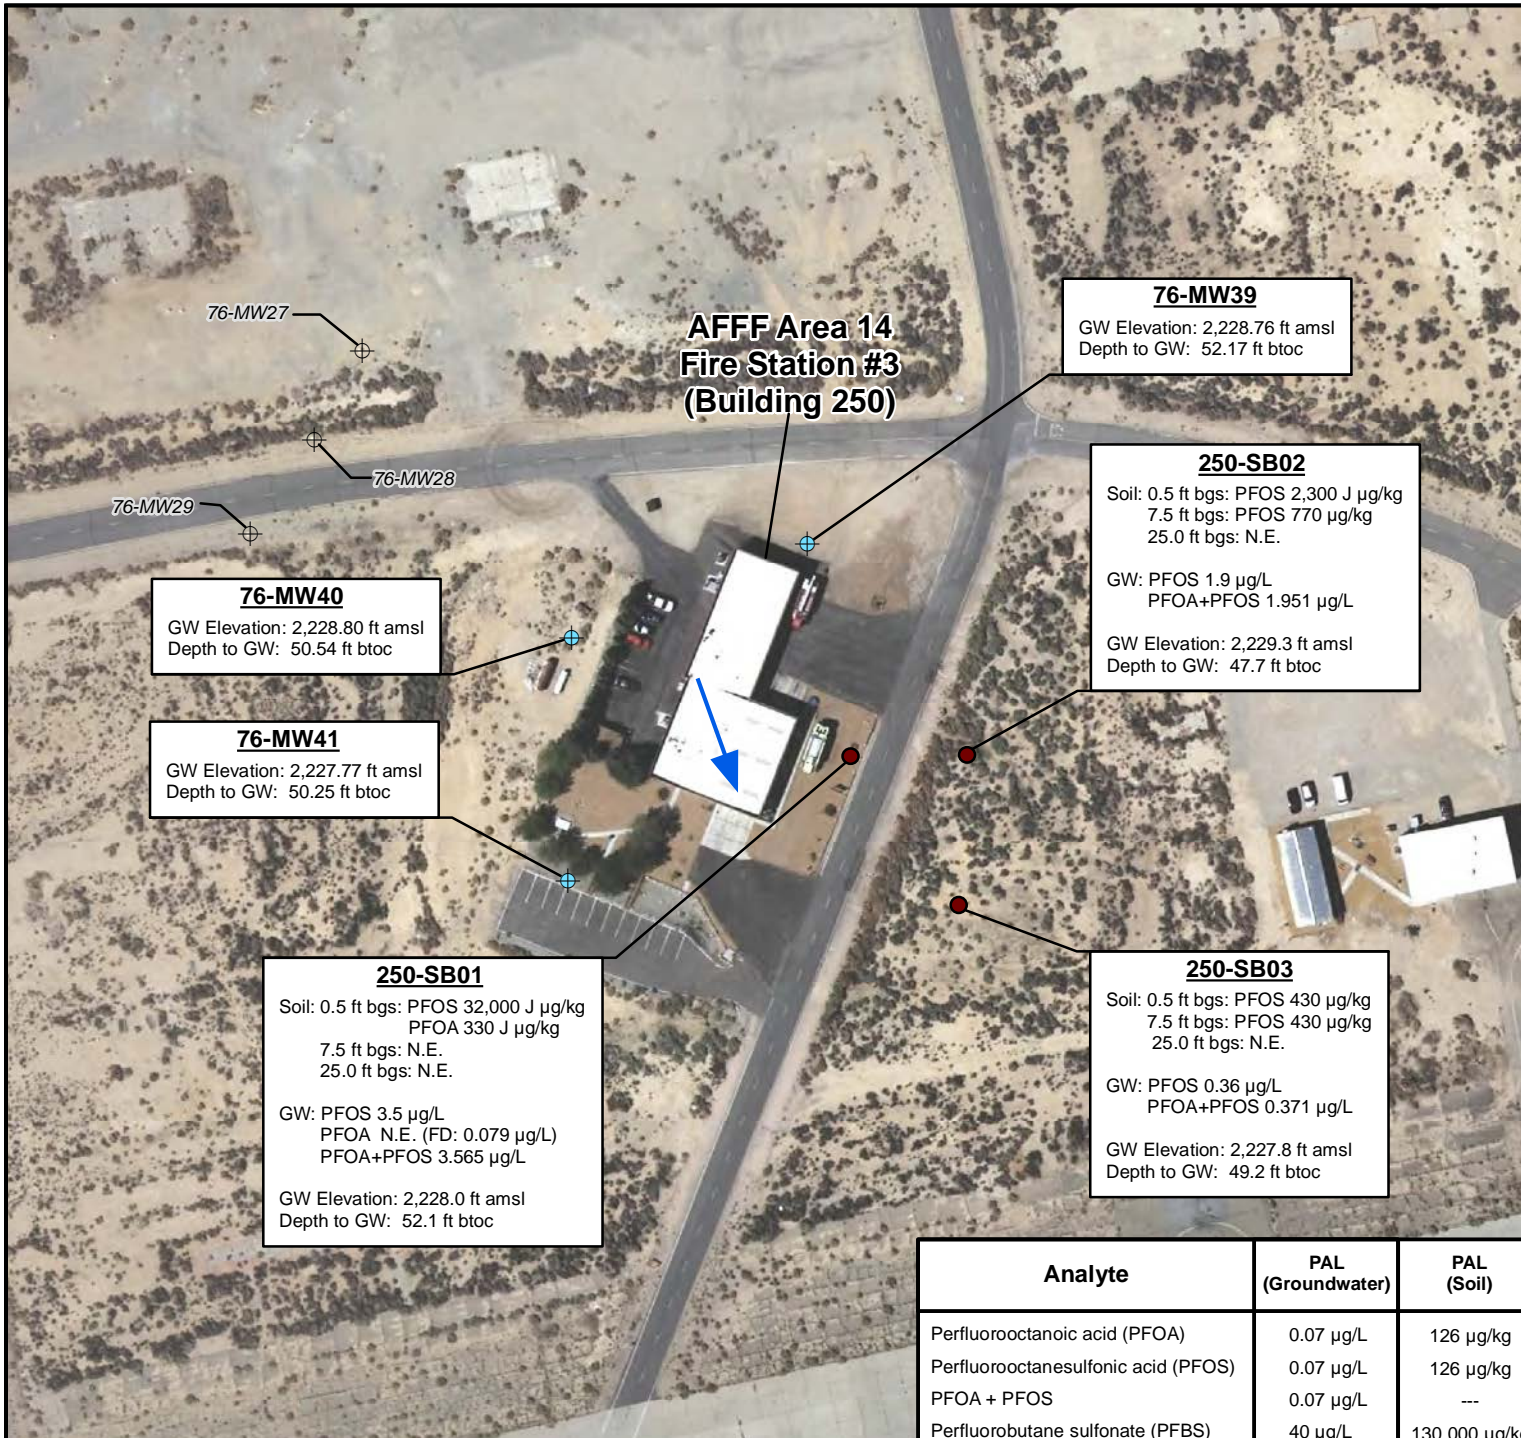 76-MW27
76-MW28
76-MW29
AFFF Area 14
Fire Station #3
(Building 250)
76-MW39
GW Elevation: 2,228.76 ft amsl
Depth to GW: 52.17 ft btoc
250-SB02
Soil: 0.5 ft bgs: PFOS 2,300 J µg/kg
7.5 ft bgs: PFOS 770 µg/kg
25.0 ft bgs: N.E.
GW: PFOS 1.9 µg/L
PFOA+PFOS 1.951 µg/L
GW Elevation: 2,229.3 ft amsl
Depth to GW: 47.7 ft btoc
76-MW40
GW Elevation: 2,228.80 ft amsl
Depth to GW: 50.54 ft btoc
76-MW41
GW Elevation: 2,227.77 ft amsl
Depth to GW: 50.25 ft btoc
250-SB01
Soil: 0.5 ft bgs: PFOS 32,000 J µg/kg
PFOA 330 J µg/kg
7.5 ft bgs: N.E.
25.0 ft bgs: N.E.
GW: PFOS 3.5 µg/L
PFOA N.E. (FD: 0.079 µg/L)
PFOA+PFOS 3.565 µg/L
GW Elevation: 2,228.0 ft amsl
Depth to GW: 52.1 ft btoc
250-SB03
Soil: 0.5 ft bgs: PFOS 430 µg/kg
7.5 ft bgs: PFOS 430 µg/kg
25.0 ft bgs: N.E.
GW: PFOS 0.36 µg/L
PFOA+PFOS 0.371 µg/L
GW Elevation: 2,227.8 ft amsl
Depth to GW: 49.2 ft btoc
Analyte PAL (Groundwater) PAL (Soil)
Perfluorooctanoic acid (PFOA) 0.07 µg/L 126 µg/kg
Perfluorooctanesulfonic acid (PFOS) 0.07 µg/L 126 µg/kg
PFOA + PFOS 0.07 µg/L ---
Perfluorobutane sulfonate (PFBS) 40 µg/L 130,000 µg/kg